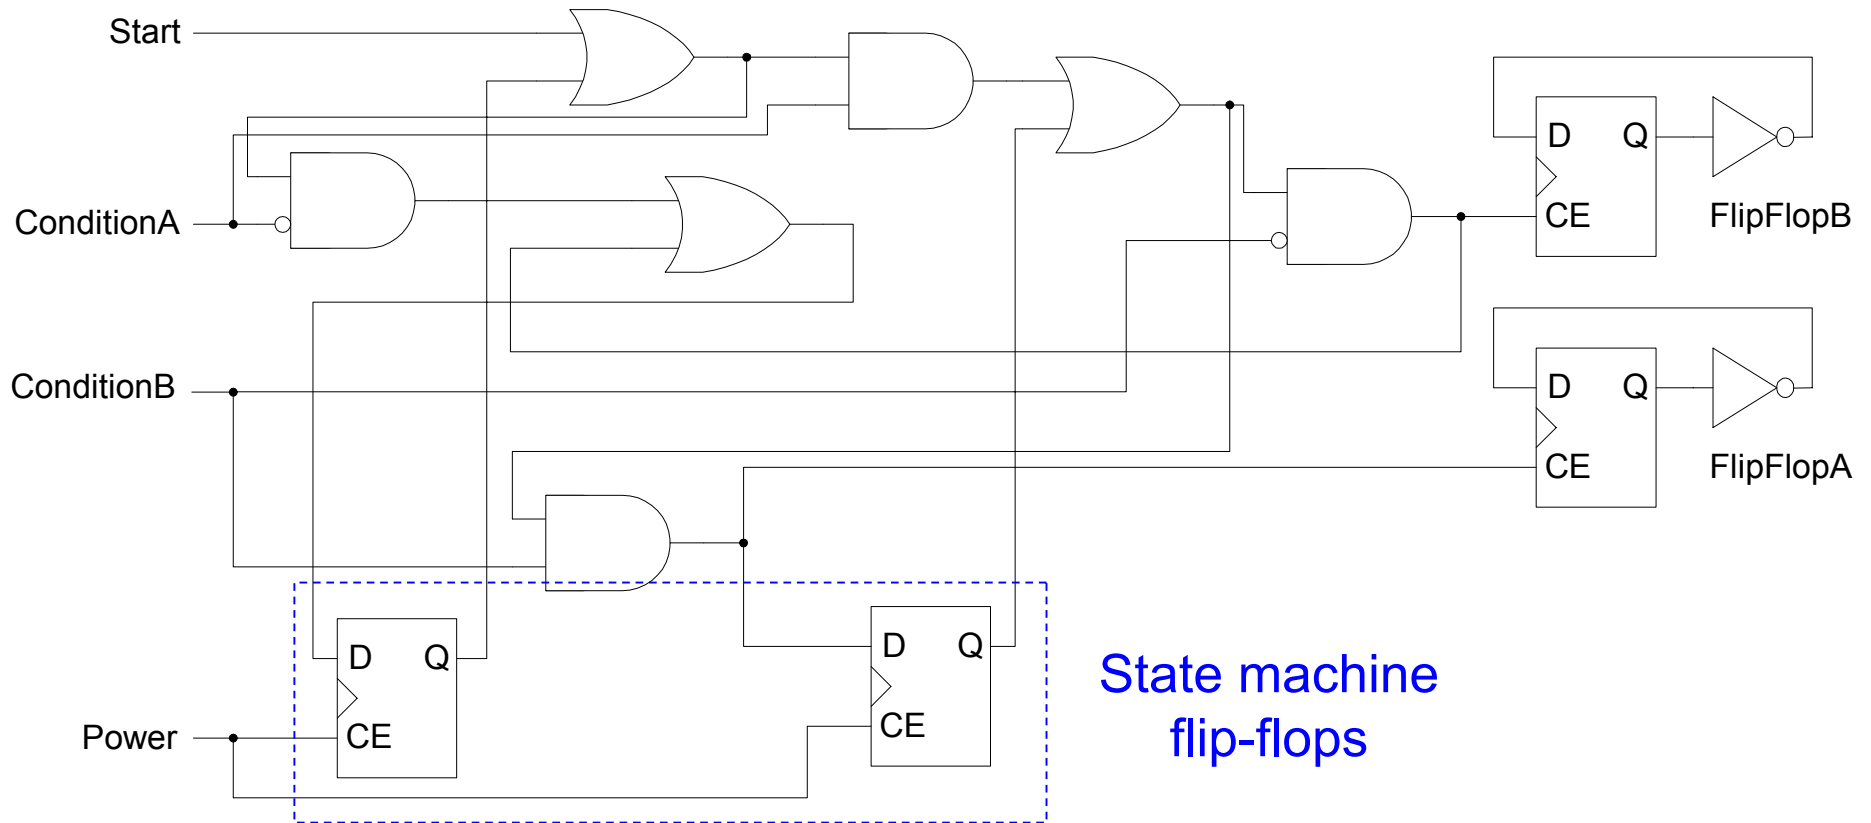 Start
D Q
CE
FlipFlopB
ConditionA
ConditionB
D Q
CE
FlipFlopA
D Q
CE
D Q
CE
Power
State machine
flip-flops